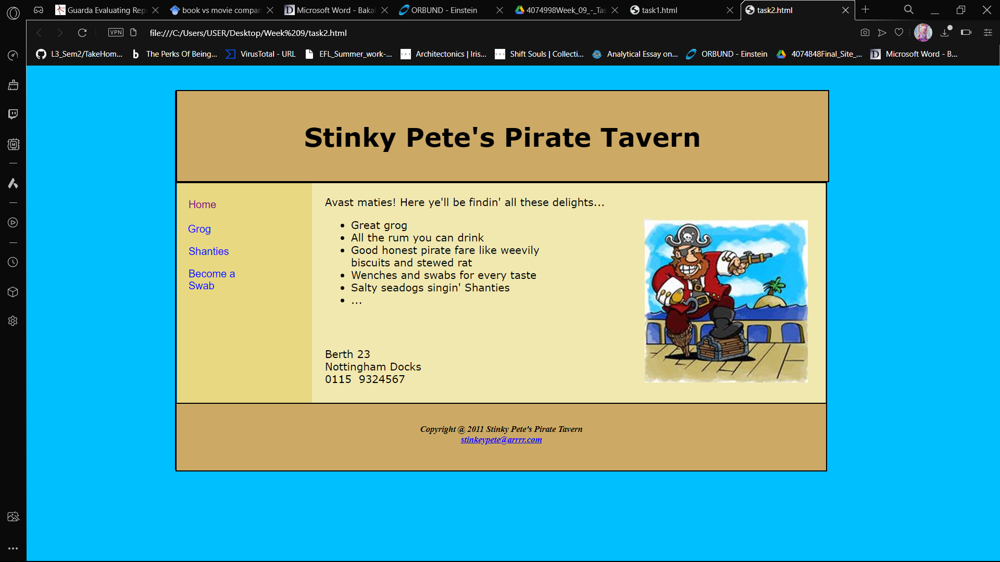 Guarda Evaluating Rep
book vs movie compari
Microsoft Word - Bakal
ORBUND - Einstein
4074998Week_09_-_Tas
task1.html
task2.html
VPN
file:///C:/Users/USER/Desktop/Week%209/task2.html
L3_Sem2/TakeHom...
The Perks Of Being...
VirusTotal - URL
EFL_Summer_work-...
Architectonics | Iris...
Shift Souls | Collecti...
Analytical Essay on...
ORBUND - Einstein
4074848Final_Site_...
Microsoft Word - B...
Stinky Pete's Pirate Tavern
Home
Grog
Shanties
Become a
Swab
Avast maties! Here ye'll be findin' all these delights...
• Great grog
• All the rum you can drink
• Good honest pirate fare like weevily
biscuits and stewed rat
• Wenches and swabs for every taste
• Salty seadogs singin' Shanties
• ...
Berth 23
Nottingham Docks
0115 9324567
Copyright @ 2011 Stinky Pete's Pirate Tavern
stinkeypete@arrrr.com